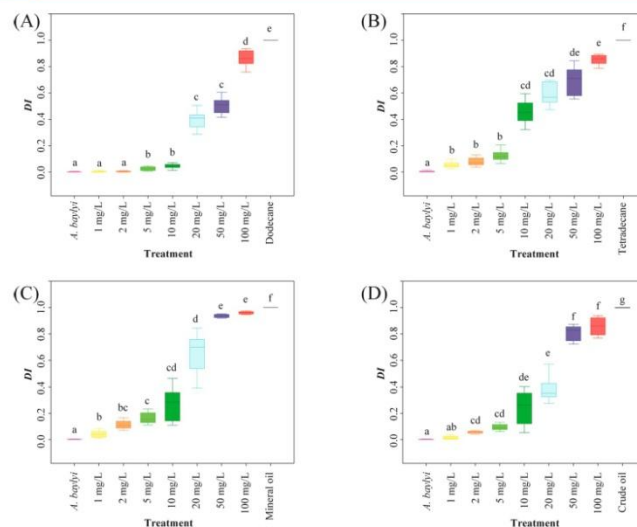 (A)
e
d
c
c
b
b
a
a
a
DI
1.0
0.8
0.6
0.4
0.2
0.0
A. baylyi
1 mg/L
2 mg/L
5 mg/L
10 mg/L
20 mg/L
50 mg/L
100 mg/L
Dodecane
Treatment
(B)
f
e
de
cd
cd
b
b
b
a
DI
1.0
0.8
0.6
0.4
0.2
0.0
A. baylyi
1 mg/L
2 mg/L
5 mg/L
10 mg/L
20 mg/L
50 mg/L
100 mg/L
Tetradecane
Treatment
(C)
f
e
e
d
cd
c
bc
b
a
DI
1.0
0.8
0.6
0.4
0.2
0.0
A. baylyi
1 mg/L
2 mg/L
5 mg/L
10 mg/L
20 mg/L
50 mg/L
100 mg/L
Mineral oil
Treatment
(D)
g
f
f
e
de
cd
cd
ab
a
DI
1.0
0.8
0.6
0.4
0.2
0.0
A. baylyi
1 mg/L
2 mg/L
5 mg/L
10 mg/L
20 mg/L
50 mg/L
100 mg/L
Crude oil
Treatment